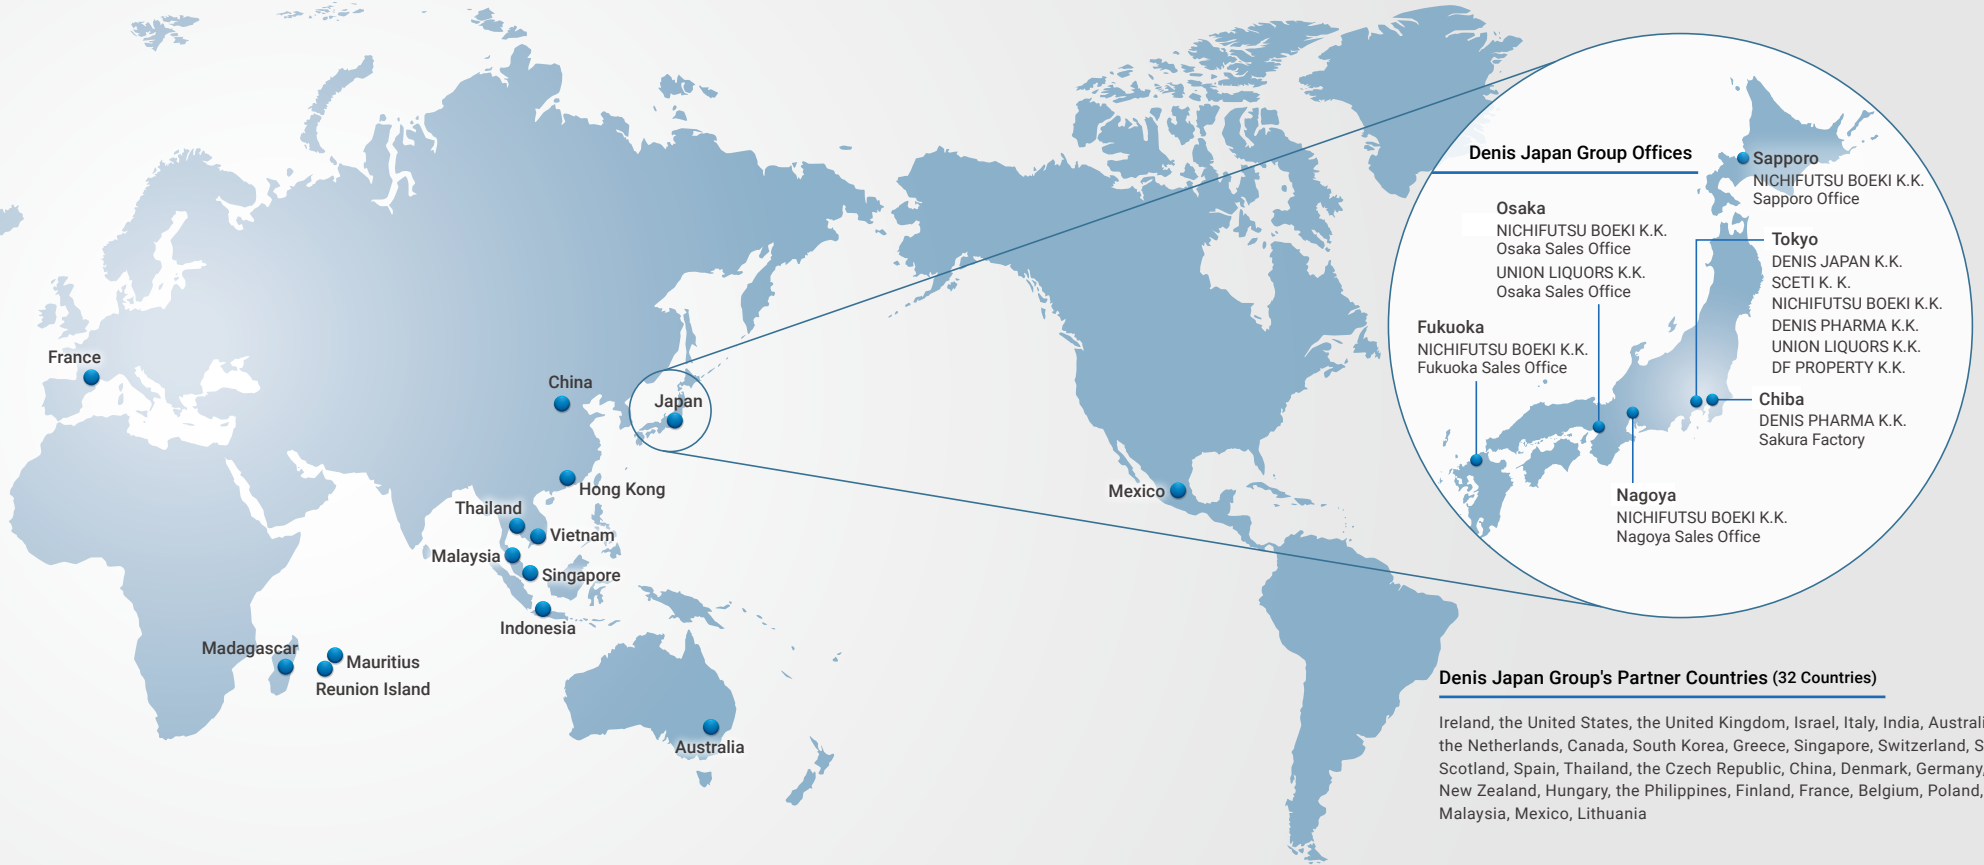 France
China
Japan
Hong Kong
Thailand
Vietnam
Malaysia
Singapore
Indonesia
Madagascar
Mauritius
Reunion Island
Australia
Mexico
Denis Japan Group Offices
Sapporo
NICHIFUTSU BOEKI K.K.
Sapporo Office
Osaka
NICHIFUTSU BOEKI K.K.
Osaka Sales Office
UNION LIQUORS K.K.
Osaka Sales Office
Tokyo
DENIS JAPAN K.K.
SCETI K. K.
NICHIFUTSU BOEKI K.K.
DENIS PHARMA K.K.
UNION LIQUORS K.K.
DF PROPERTY K.K.
Fukuoka
NICHIFUTSU BOEKI K.K.
Fukuoka Sales Office
Chiba
DENIS PHARMA K.K.
Sakura Factory
Nagoya
NICHIFUTSU BOEKI K.K.
Nagoya Sales Office
Denis Japan Group's Partner Countries (32 Countries)
Ireland, the United States, the United Kingdom, Israel, Italy, India,
the Netherlands, Canada, South Korea, Greece, Singapore, Switzerland,
Scotland, Spain, Thailand, the Czech Republic, China, Denmark, Germany,
New Zealand, Hungary, the Philippines, Finland, France, Belgium, Poland,
Malaysia, Mexico, Lithuania